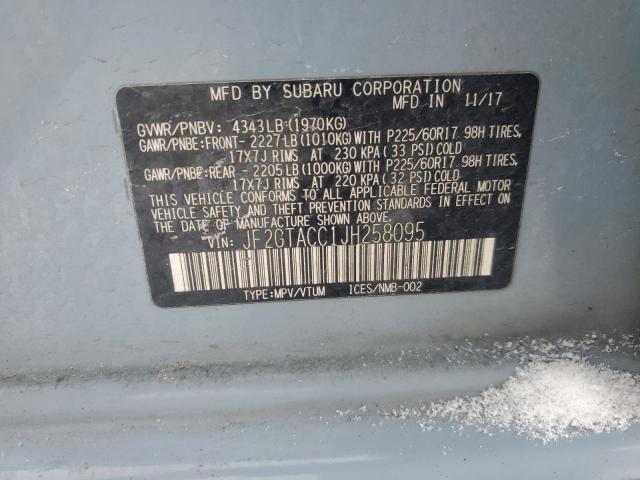 MFD BY SUBARU CORPORATION
MFD IN 11/17
GVWR/PNBV: 4343LB(1970KG)
GAWR/PNBE:FRONT- 2227LB(1010KG)WITH P225/60R17 98H TIRES,
17X7J RIMS AT 230 KPA(33 PSI)COLD
GAWR/PNBE:REAR - 2205LB(1000KG)WITH P225/60R17 98H TIRES,
17X7J RIMS AT 220 KPA(32 PSI)COLD
THIS VEHICLE CONFORMS TO ALL APPLICABLE FEDERAL MOTOR
VEHICLE SAFETY AND THEFT PREVENTION STANDARDS IN EFFECT ON
THE DATE OF MANUFACTURE SHOWN ABOVE.
VIN: JF2GTACC1JH258095
TYPE:MPV/VTUM ICES/NMB-002